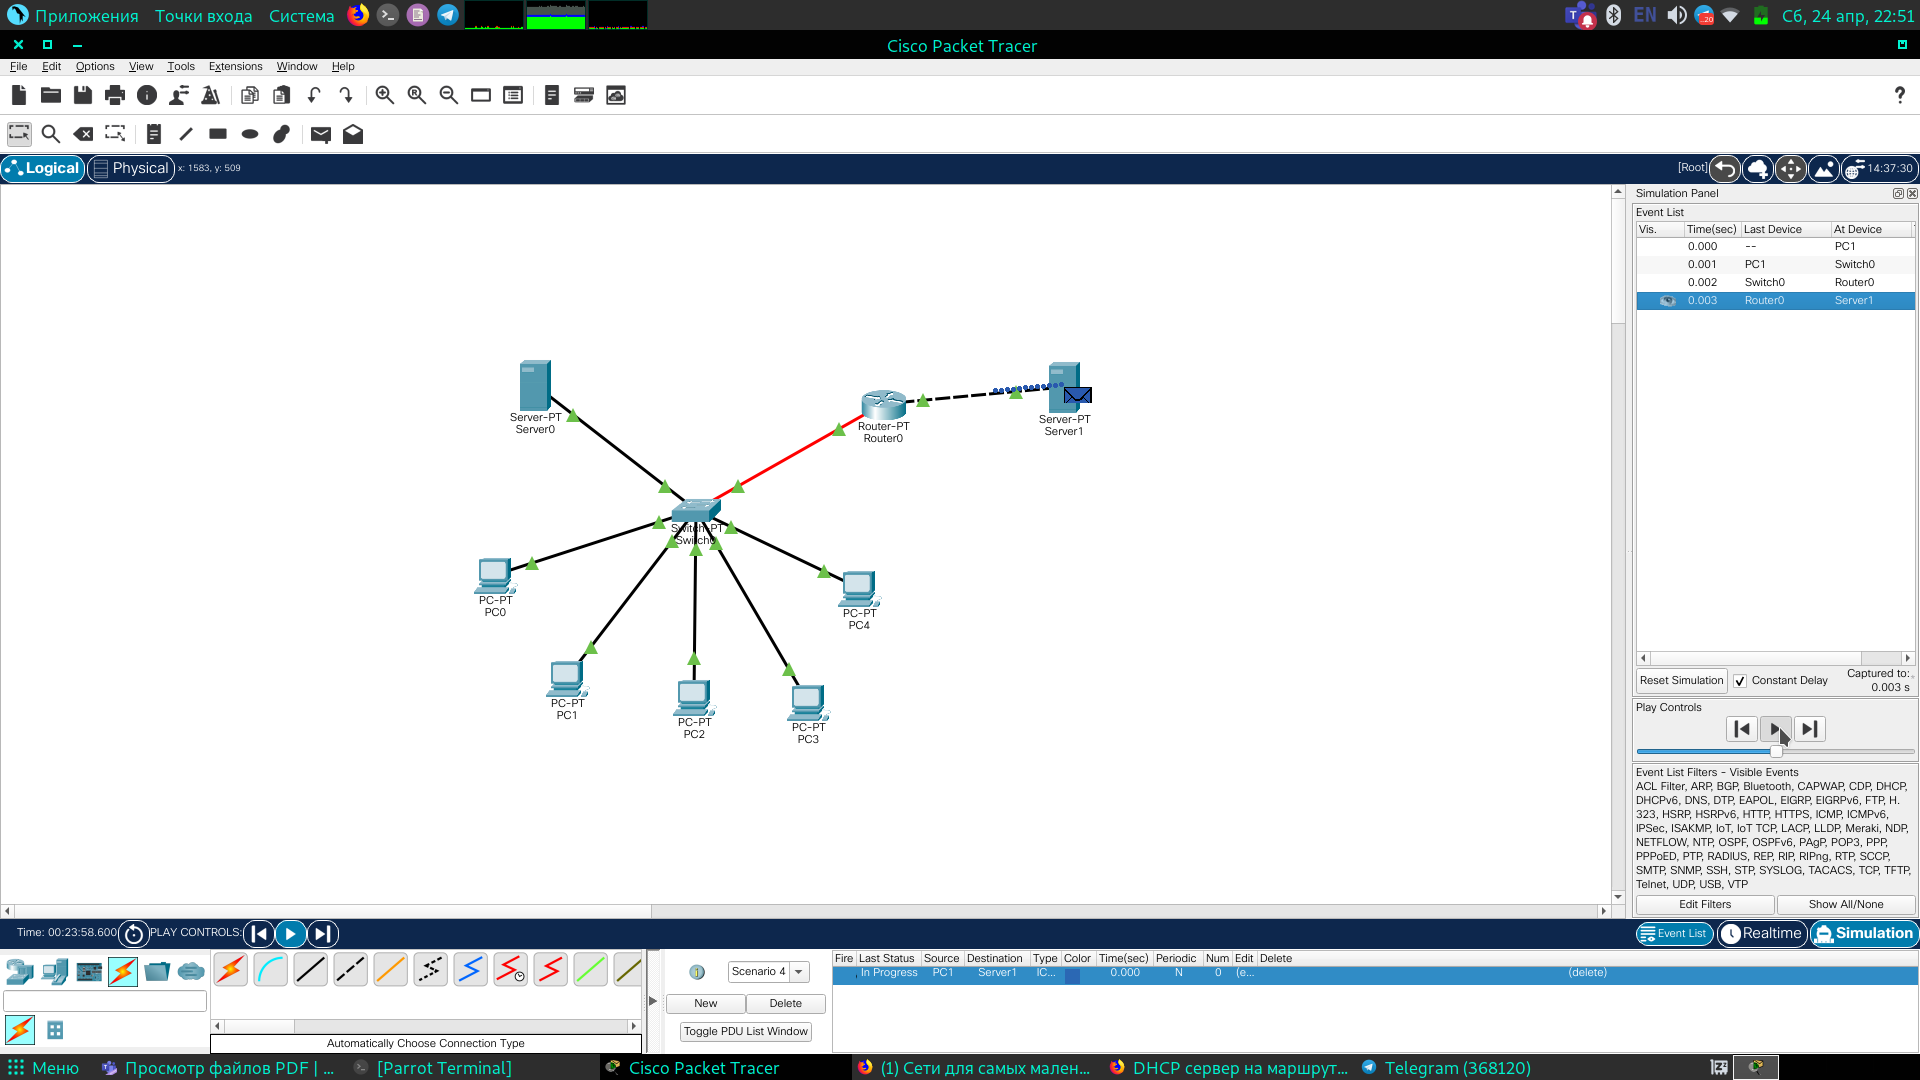 Приложения Точки входа Система EN Сб, 24 апр, 22:51
Cisco Packet Tracer
File Edit Options View Tools Extensions Window Help
Logical Physical x: 1583, y: 509 [Root] 14:37:30
Simulation Panel
Event List
Vis. Time(sec) Last Device At Device
0.000 -- PC1
0.001 PC1 Switch0
0.002 Switch0 Router0
0.003 Router0 Server1
Server-PT
Server0
Router-PT
Router0
Server-PT
Server1
Switch-PT
Switch0
PC-PT
PC0
PC-PT
PC4
PC-PT
PC1
PC-PT
PC2
PC-PT
PC3
Reset Simulation Constant Delay Captured to:
0.003 s
Play Controls
Event List Filters - Visible Events
ACL Filter, ARP, BGP, Bluetooth, CAPWAP, CDP, DHCP,
DHCPv6, DNS, DTP, EAPOL, EIGRP, EIGRPv6, FTP, H.
323, HSRP, HSRPv6, HTTP, HTTPS, ICMP, ICMPv6,
IPSec, ISAKMP, IoT, IoT TCP, LACP, LLDP, Meraki, NDP,
NETFLOW, NTP, OSPF, OSPFv6, PAgP, POP3, PPP,
PPPoED, PTP, RADIUS, REP, RIP, RIPng, RTP, SCCP,
SMTP, SNMP, SSH, STP, SYSLOG, TACACS, TCP, TFTP,
Telnet, UDP, USB, VTP
Edit Filters Show All/None
Time: 00:23:58.600 PLAY CONTROLS: Event List Realtime Simulation
Scenario 4
New Delete
Toggle PDU List Window
Fire Last Status Source Destination Type Color Time(sec) Periodic Num Edit Delete
In Progress PC1 Server1 IC... 0.000 N 0 (e... (delete)
Automatically Choose Connection Type
Меню Просмотр файлов PDF | ... [Parrot Terminal] Cisco Packet Tracer (1) Сети для самых мален... DHCP сервер на маршрут... Telegram (368120)